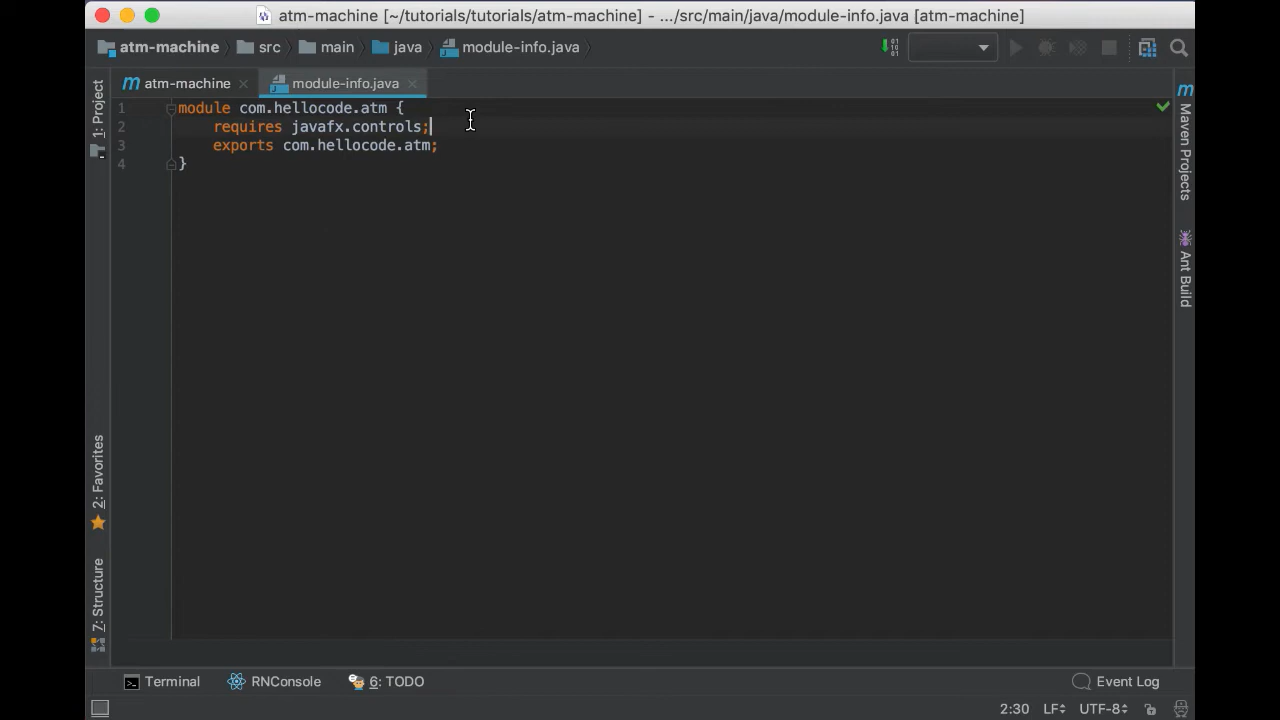 atm-machine [~/tutorials/tutorials/atm-machine] - .../src/main/java/module-info.java [atm-machine]
atm-machine src main java module-info.java
m atm-machine module-info.java
1: Project
1 module com.hellocode.atm {
2 requires javafx.controls;
3 exports com.hellocode.atm;
4 }
m Maven Projects
Ant Build
2: Favorites
7: Structure
Terminal RNConsole 6: TODO Event Log
2:30 LF UTF-8